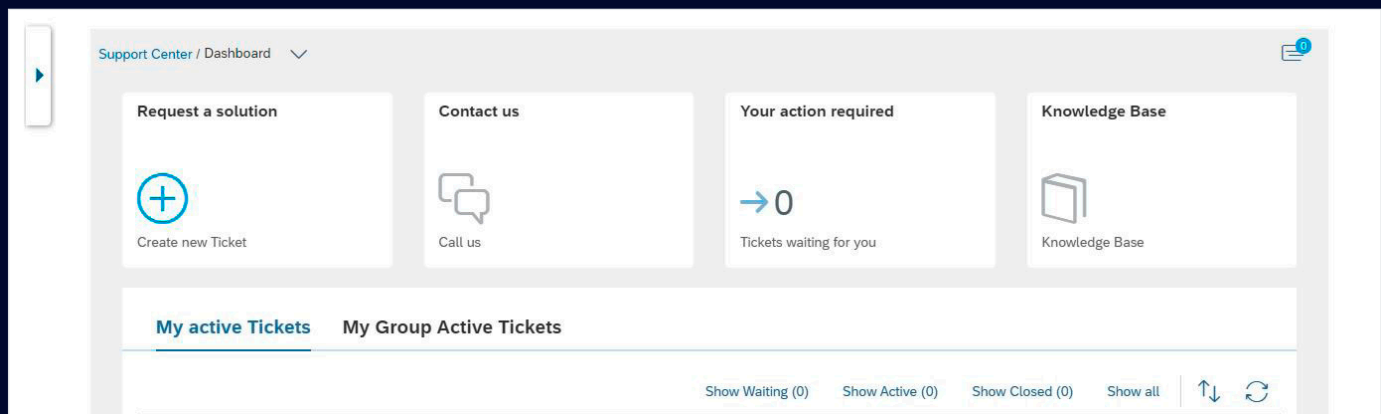 Support Center / Dashboard
0
Request a solution
Create new Ticket
Contact us
Call us
Your action required
0
Tickets waiting for you
Knowledge Base
Knowledge Base
My active Tickets My Group Active Tickets
Show Waiting (0) Show Active (0) Show Closed (0) Show all